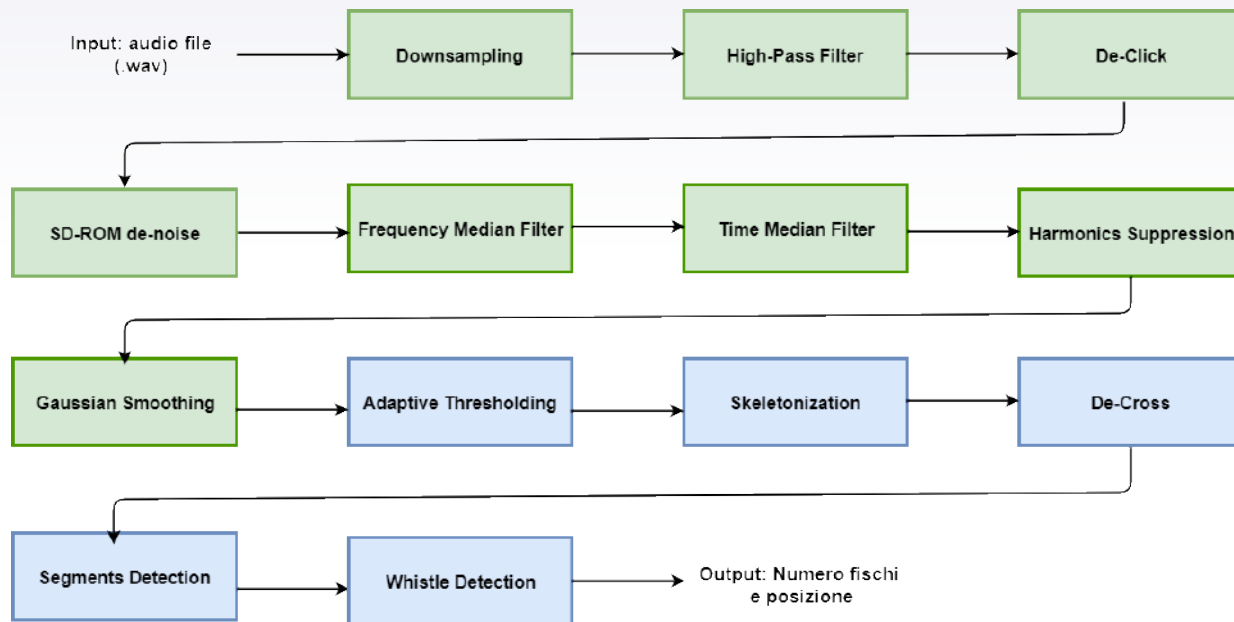 Input: audio file
(.wav)
Downsampling
High-Pass Filter
De-Click
SD-ROM de-noise
Frequency Median Filter
Time Median Filter
Harmonics Suppression
Gaussian Smoothing
Adaptive Thresholding
Skeletonization
De-Cross
Segments Detection
Whistle Detection
Output: Numero fischi
e posizione